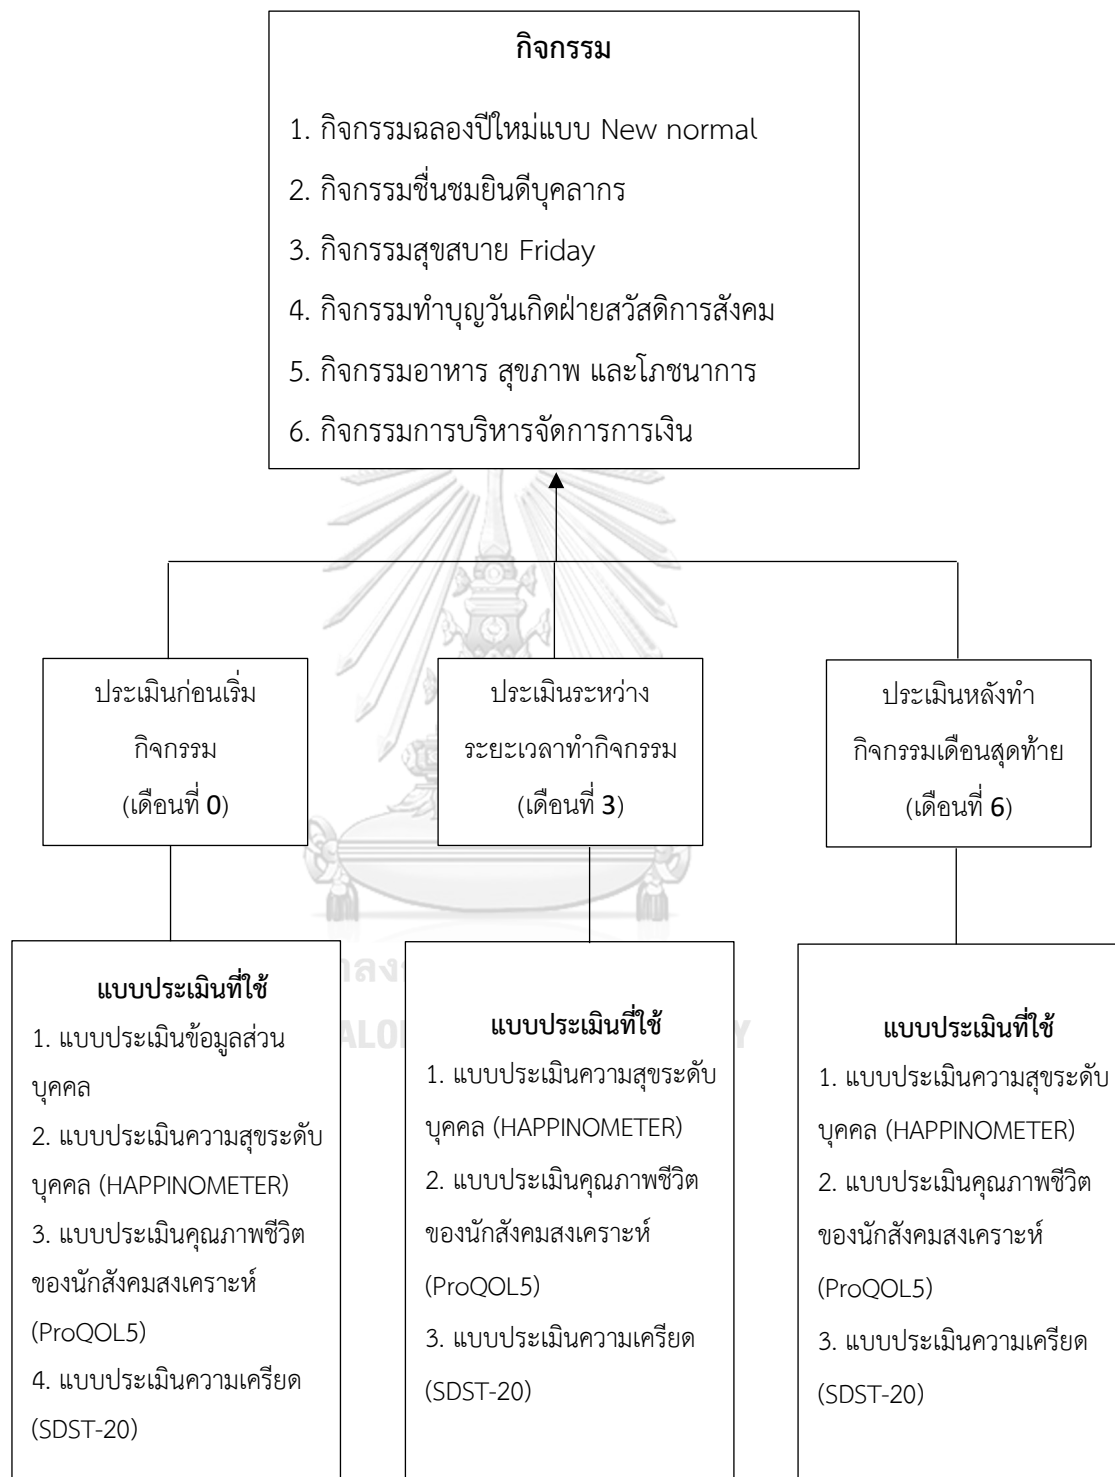 กิจกรรม
1. กิจกรรมฉลองปีใหม่แบบ New normal
2. กิจกรรมชื่นชมยินดีบุคลากร
3. กิจกรรมสุขสบาย Friday
4. กิจกรรมทำบุญวันเกิดฝ่ายสวัสดิการสังคม
5. กิจกรรมอาหาร สุขภาพ และโภชนาการ
6. กิจกรรมการบริหารจัดการการเงิน
ประเมินก่อนเริ่ม
กิจกรรม
(เดือนที่ 0)
ประเมินระหว่าง
ระยะเวลาทำกิจกรรม
(เดือนที่ 3)
ประเมินหลังทำ
กิจกรรมเดือนสุดท้าย
(เดือนที่ 6)
แบบประเมินที่ใช้
1. แบบประเมินข้อมูลส่วน
บุคคล
2. แบบประเมินความสุขระดับ
บุคคล (HAPPINOMETER)
3. แบบประเมินคุณภาพชีวิต
ของนักสังคมสงเคราะห์
(ProQOL5)
4. แบบประเมินความเครียด
(SDST-20)
แบบประเมินที่ใช้
1. แบบประเมินความสุขระดับ
บุคคล (HAPPINOMETER)
2. แบบประเมินคุณภาพชีวิต
ของนักสังคมสงเคราะห์
(ProQOL5)
3. แบบประเมินความเครียด
(SDST-20)
แบบประเมินที่ใช้
1. แบบประเมินความสุขระดับ
บุคคล (HAPPINOMETER)
2. แบบประเมินคุณภาพชีวิต
ของนักสังคมสงเคราะห์
(ProQOL5)
3. แบบประเมินความเครียด
(SDST-20)